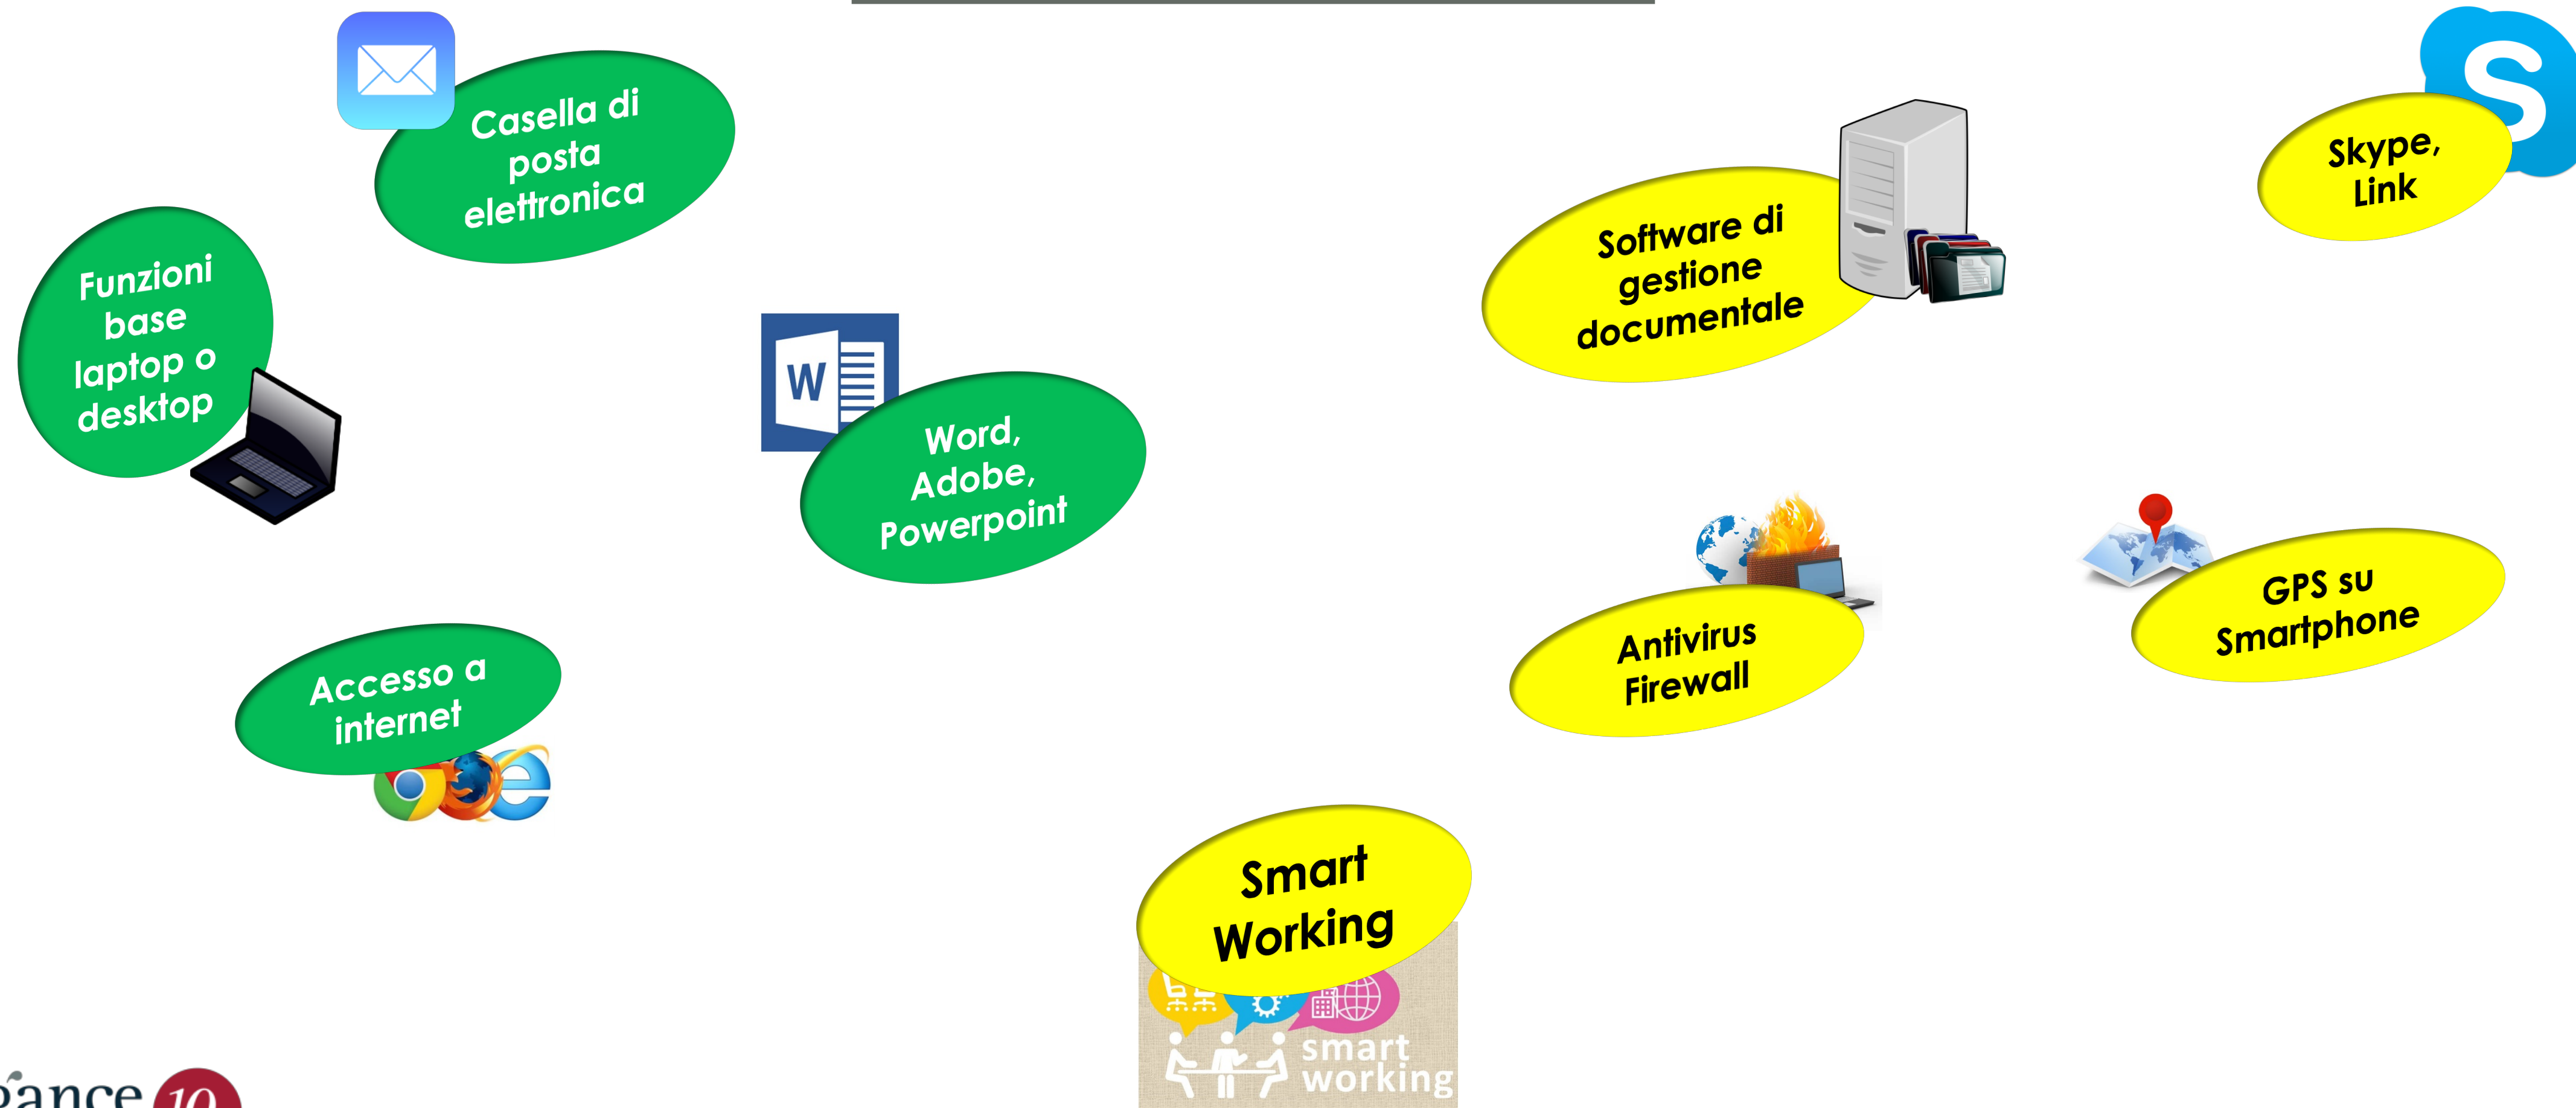 Casella di
posta
elettronica
Funzioni
base
laptop o
desktop
W
Word,
Adobe,
Powerpoint
Accesso a
internet
Software di
gestione
documentale
S
Skype,
Link
Antivirus
Firewall
GPS su
Smartphone
Smart
Working
smart
working
10